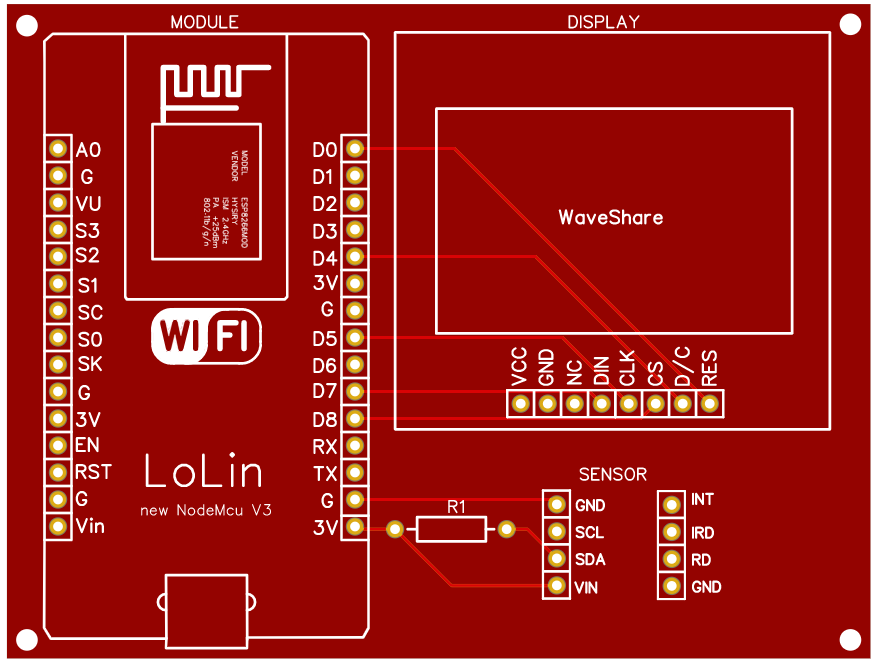 MODULE
DISPLAY
MODEL ESP8266MOD
VENDOR HYSIRY
ISM 2.4GHz
PA +25dBm
802-11b/g/n
A0
G
VU
S3
S2
S1
SC
S0
SK
G
3V
EN
RST
G
Vin
WI FI
LoLin
new NodeMcu V3
D0
D1
D2
D3
D4
3V
G
D5
D6
D7
D8
RX
TX
G
3V
WaveShare
VCC
GND
NC
DIN
CLK
CS
D/C
RES
R1
SENSOR
GND
SCL
SDA
VIN
INT
IRD
RD
GND